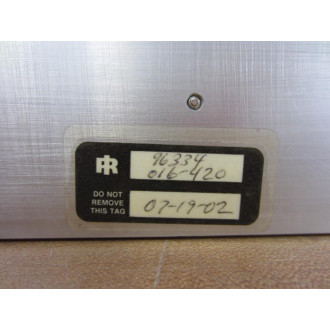 IR
96334
016-420
DO NOT
REMOVE
THIS TAG
07-19-02